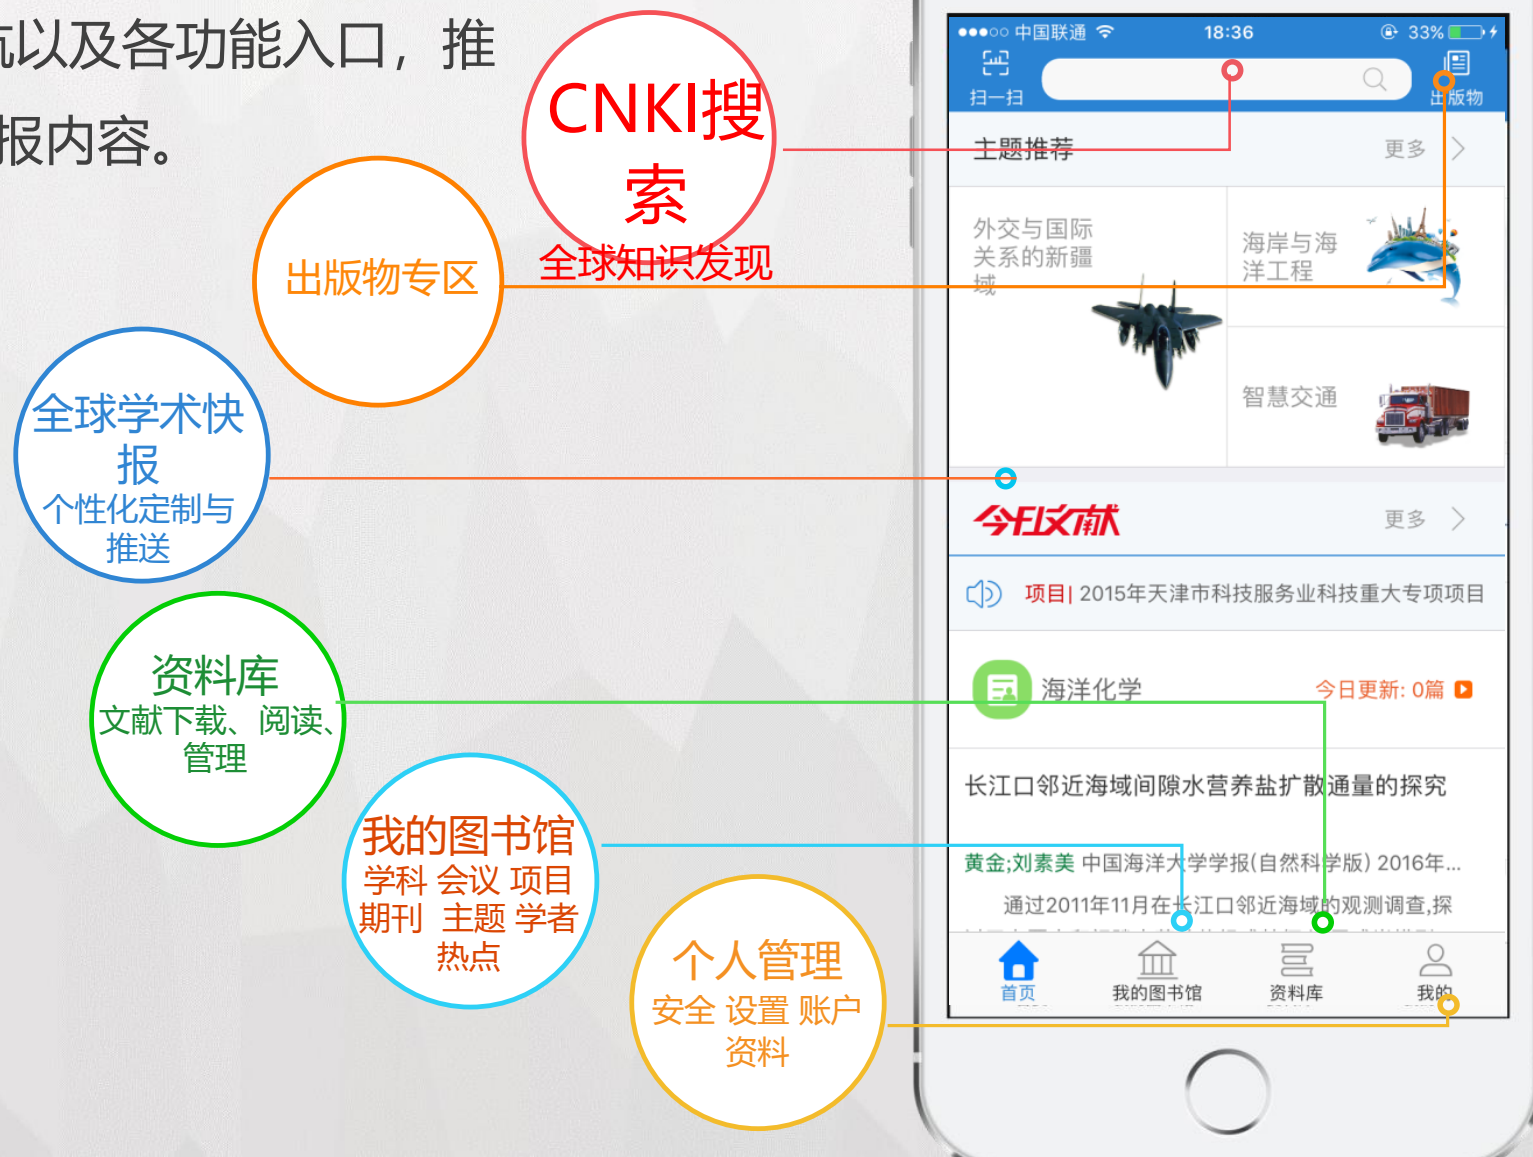 航以及各功能入口，推
报内容。
CNKI搜
索
全球知识发现
出版物专区
全球学术快
报
个性化定制与
推送
资料库
文献下载、阅读、
管理
我的图书馆
学科 会议 项目
期刊 主题 学者
热点
个人管理
安全 设置 账户
资料
中国联通 18:36 33%
扫一扫 出版物
主题推荐 更多
外交与国际
关系的新疆
域
海岸与海
洋工程
智慧交通
今日文献 更多
项目| 2015年天津市科技服务业科技重大专项项目
海洋化学 今日更新: 0篇
长江口邻近海域间隙水营养盐扩散通量的探究
黄金;刘素美 中国海洋大学学报(自然科学版) 2016年...
通过2011年11月在长江口邻近海域的观测调查,探
首页 我的图书馆 资料库 我的